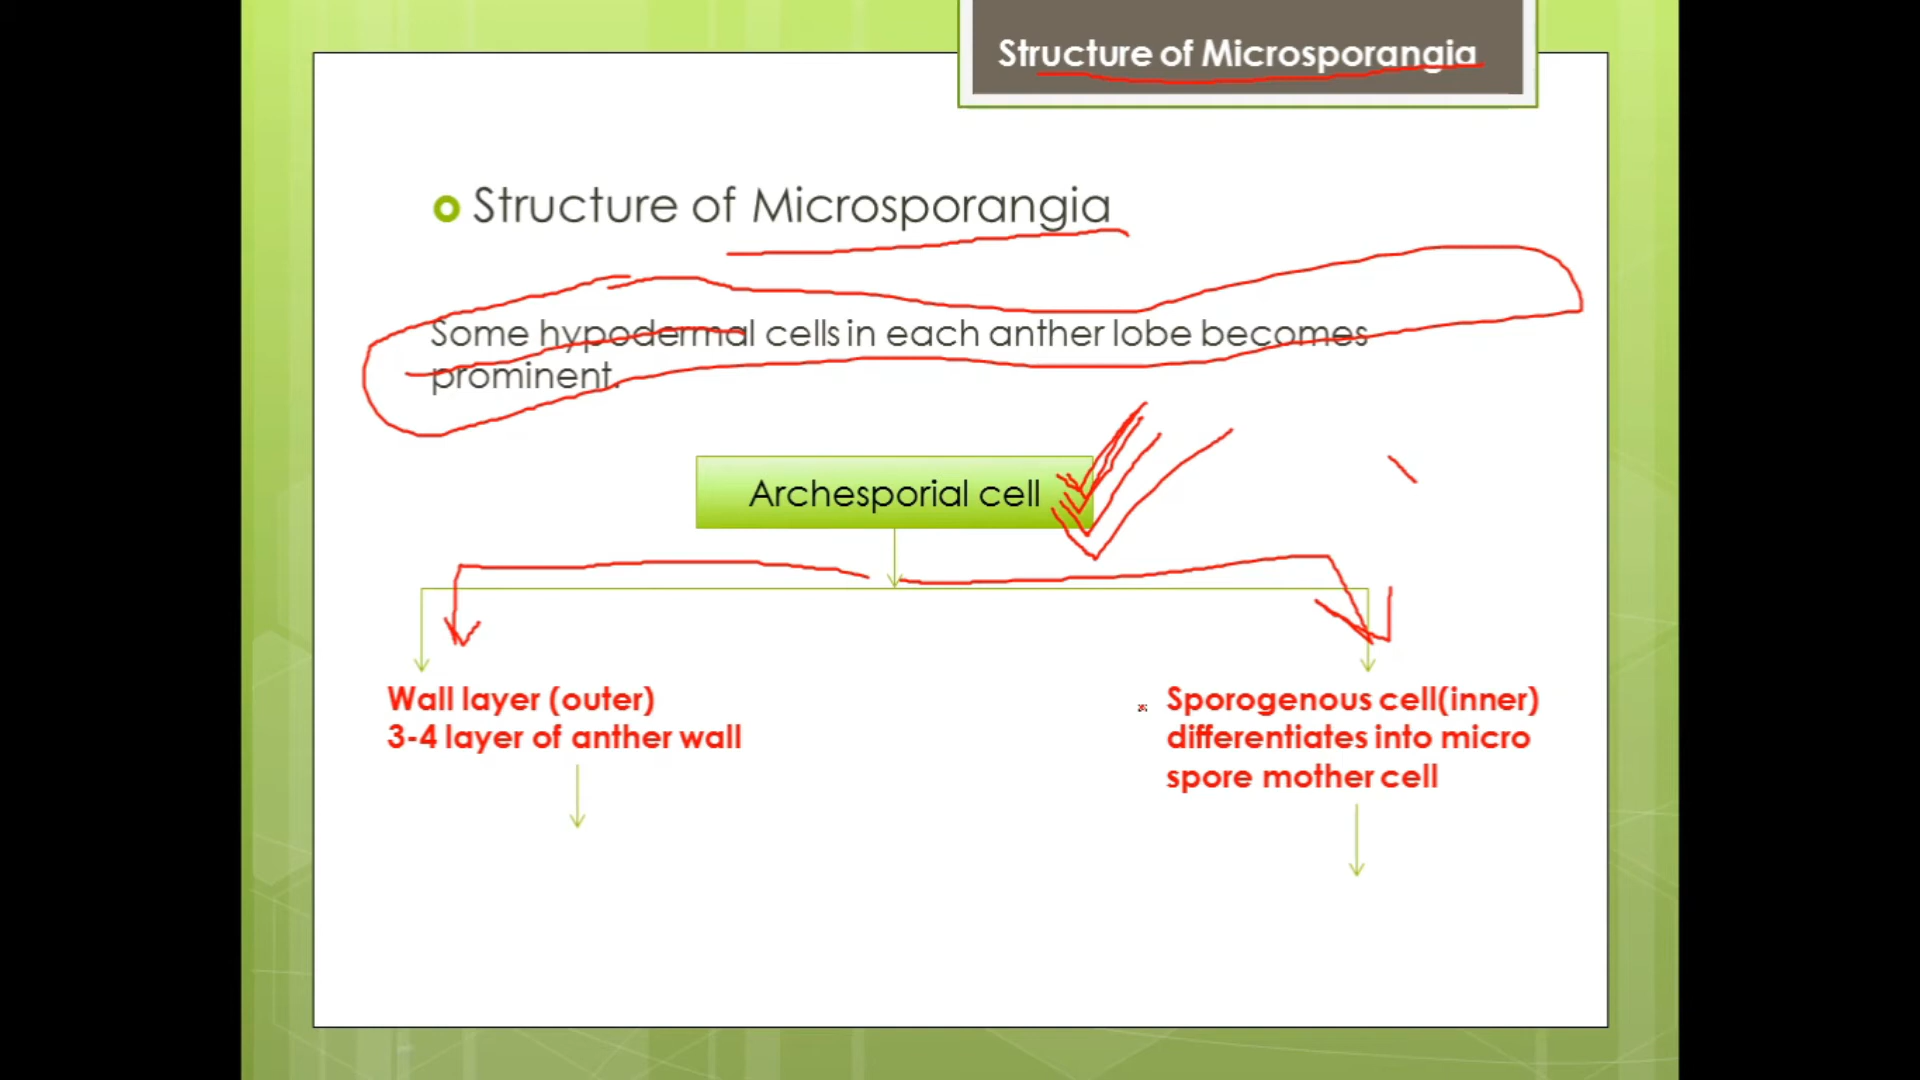 Structure of Microsporangia
Structure of Microsporangia
Some hypodermal cells in each anther lobe becomes
prominent.
Archesporial cell
Wall layer (outer)
3-4 layer of anther wall
Sporogenous cell(inner)
differentiates into micro
spore mother cell